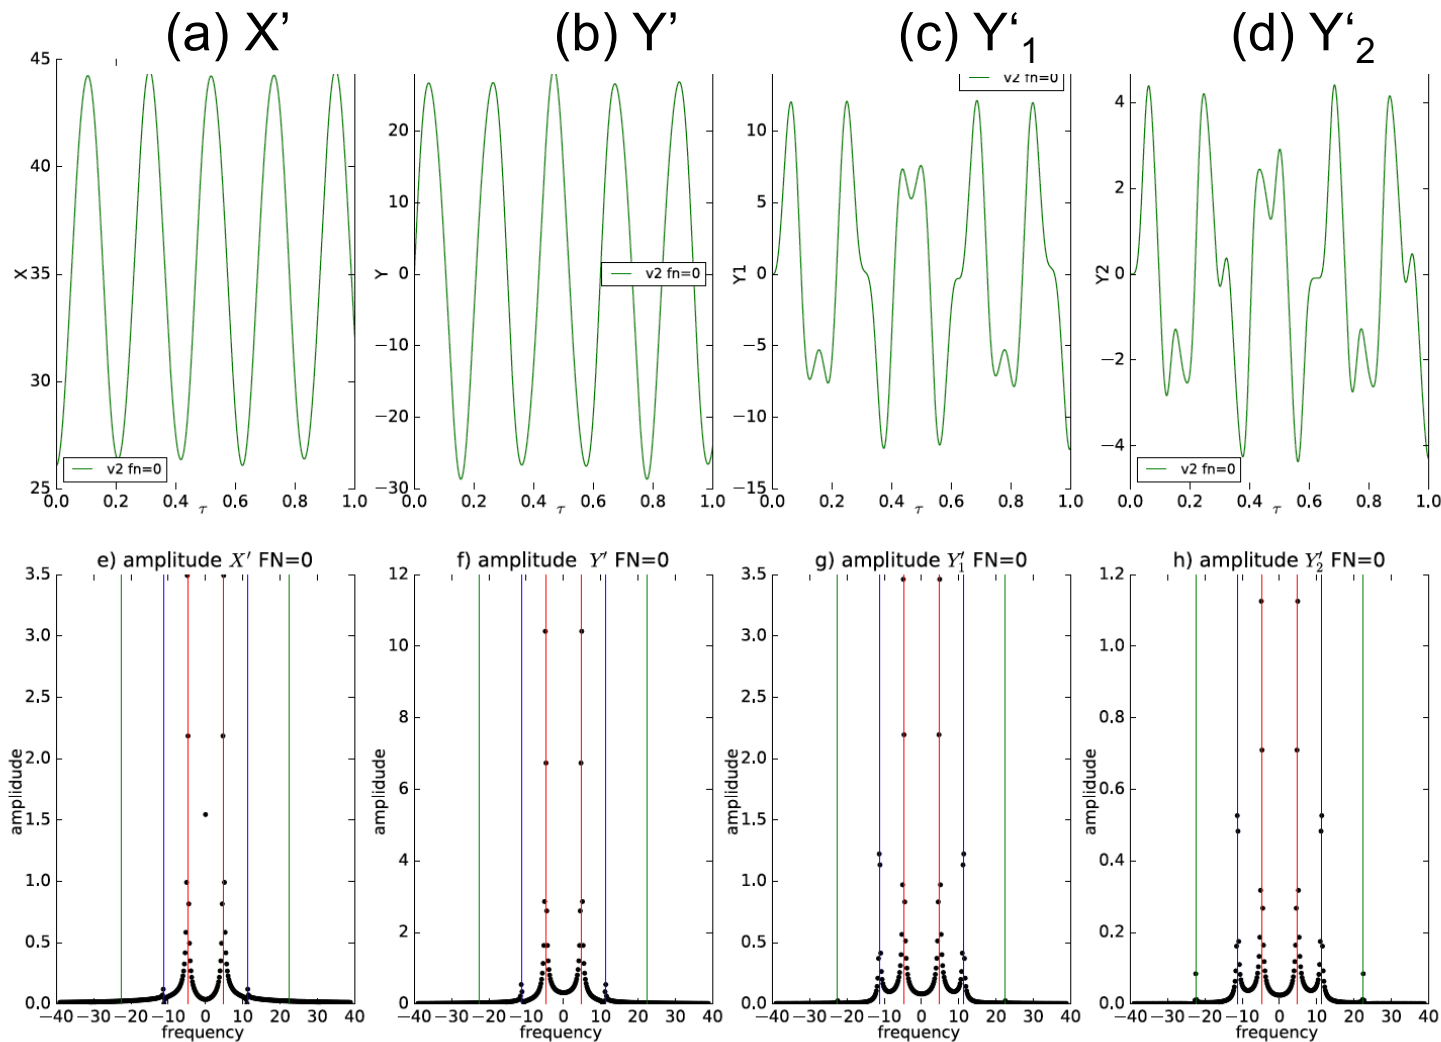 (a) X’ (b) Y’ (c) Y‘1 (d) Y‘2
45 40 35 30 25
X
v2 fn=0
0.0 0.2 0.4 0.6 0.8 1.0
τ
20 10 0 −10 −20 −30
Y
v2 fn=0
0.0 0.2 0.4 0.6 0.8 1.0
τ
v2 fn=0
10 5 0 −5 −10 −15
Y1
0.0 0.2 0.4 0.6 0.8 1.0
τ
4 2 0 −2 −4
Y2
v2 fn=0
0.0 0.2 0.4 0.6 0.8 1.0
τ
e) amplitude X′ FN=0
3.5 3.0 2.5 2.0 1.5 1.0 0.5 0.0
amplidude
−40 −30 −20 −10 0 10 20 30 40
frequency
f) amplitude Y′ FN=0
12 10 8 6 4 2 0
amplidude
−40 −30 −20 −10 0 10 20 30 40
frequency
g) amplitude Y′1 FN=0
3.5 3.0 2.5 2.0 1.5 1.0 0.5 0.0
amplidude
−40 −30 −20 −10 0 10 20 30 40
frequency
h) amplitude Y′2 FN=0
1.2 1.0 0.8 0.6 0.4 0.2 0.0
amplidude
−40 −30 −20 −10 0 10 20 30 40
frequency